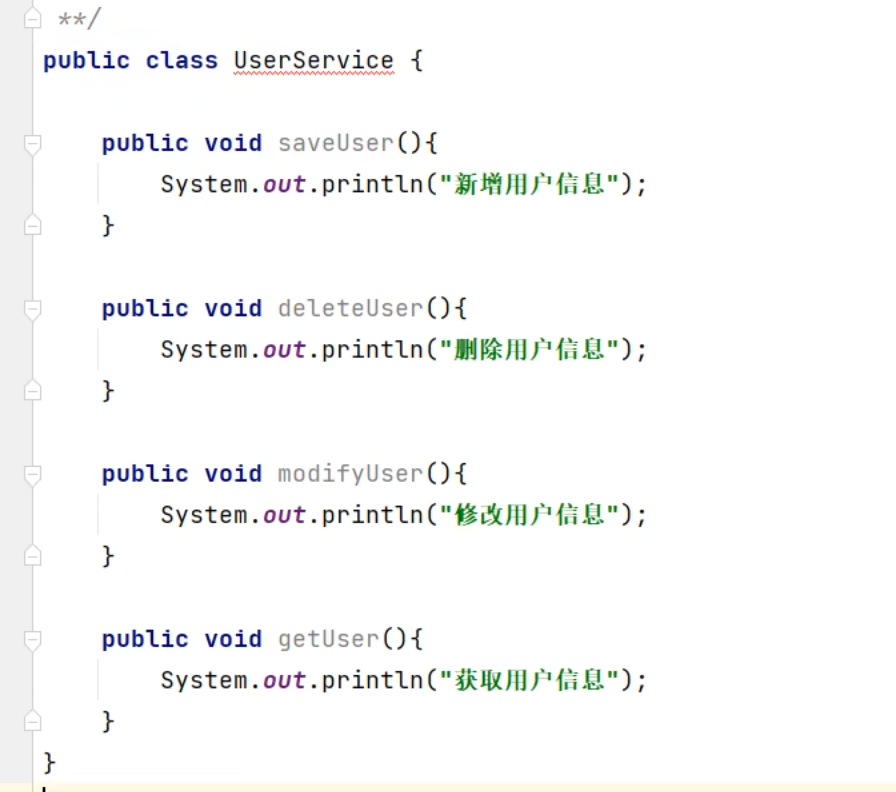 **/
public class UserService {
public void saveUser(){
System.out.println("新增用户信息");
}
public void deleteUser(){
System.out.println("删除用户信息");
}
public void modifyUser(){
System.out.println("修改用户信息");
}
public void getUser(){
System.out.println("获取用户信息");
}
}